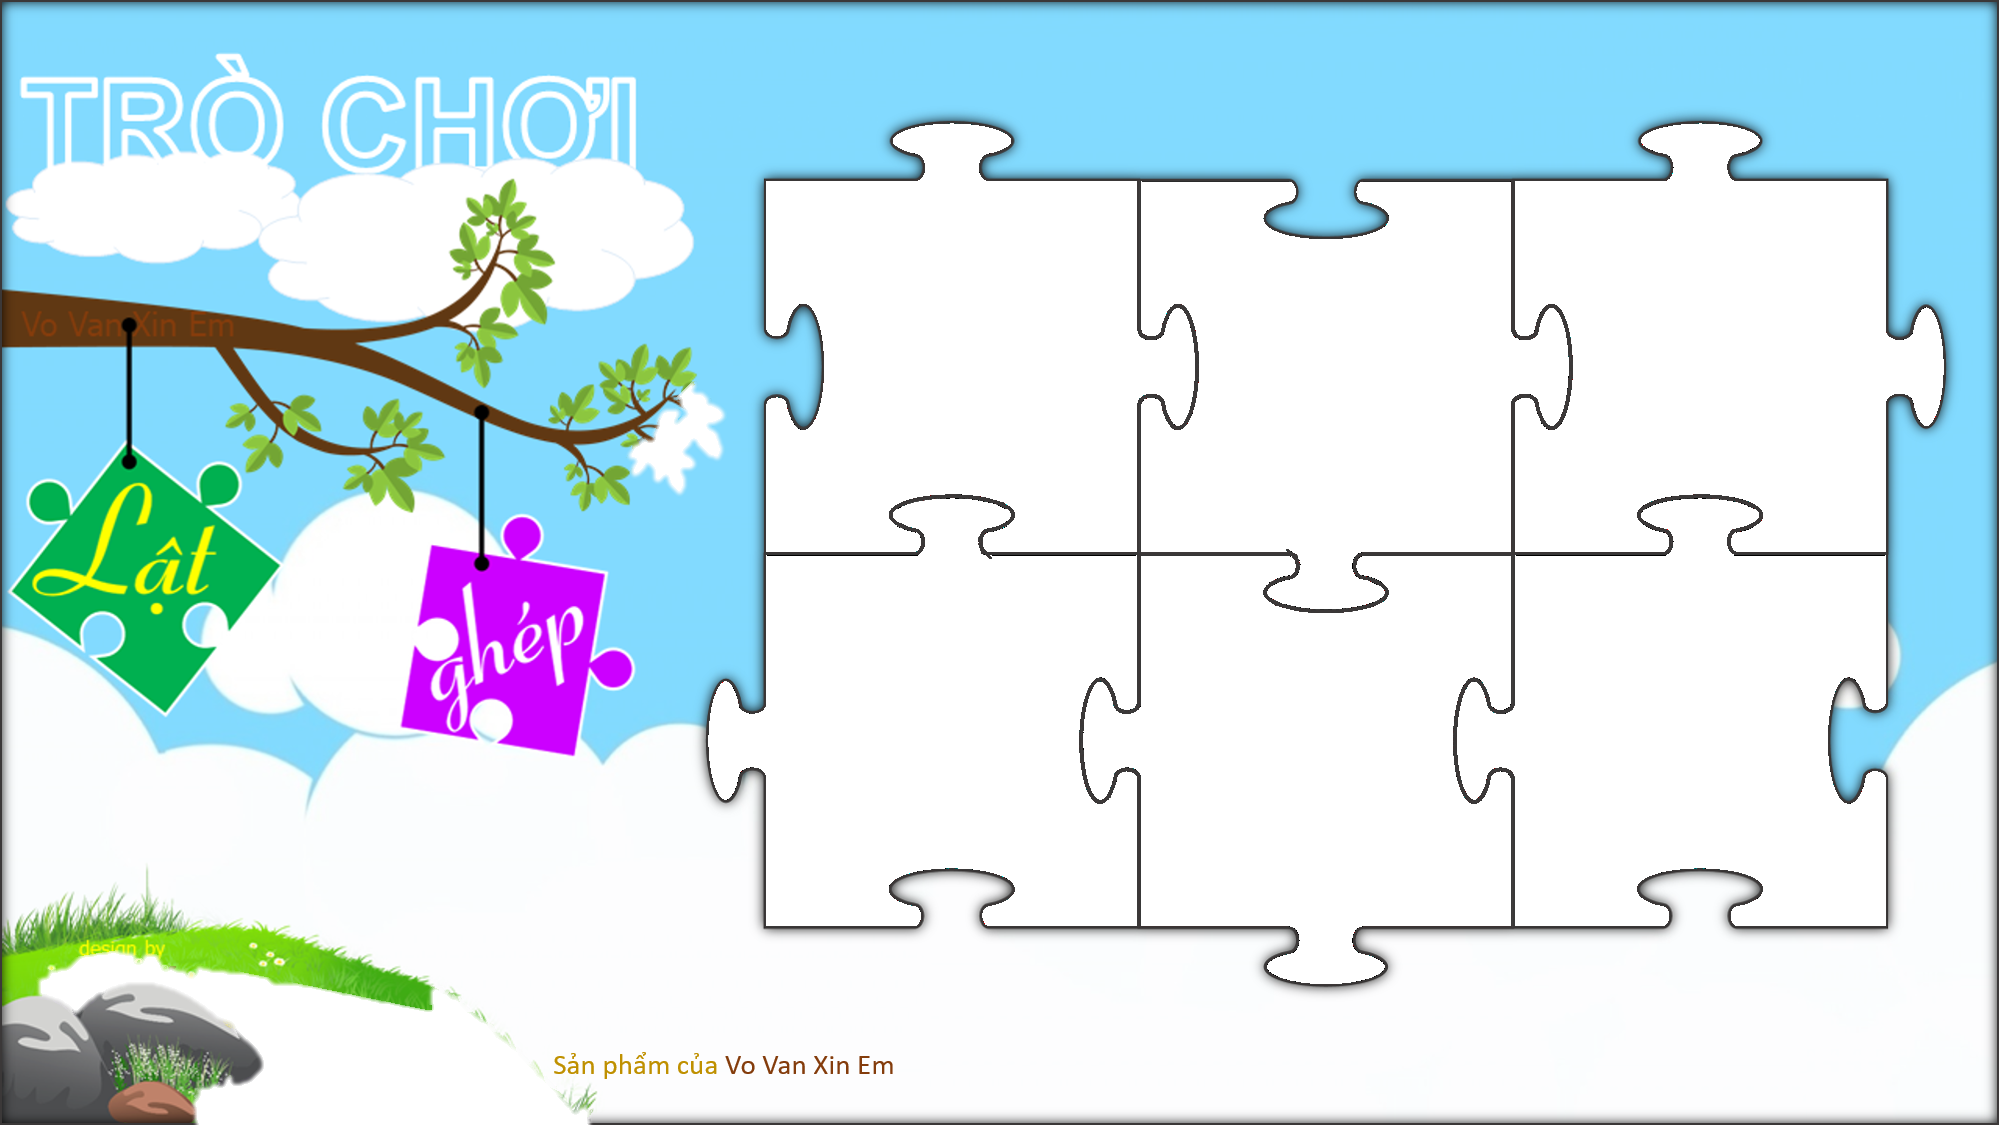 TRÒ CHƠI
Vo Van Xin Em
Lật
ghép
design by
Sản phẩm của Vo Van Xin Em